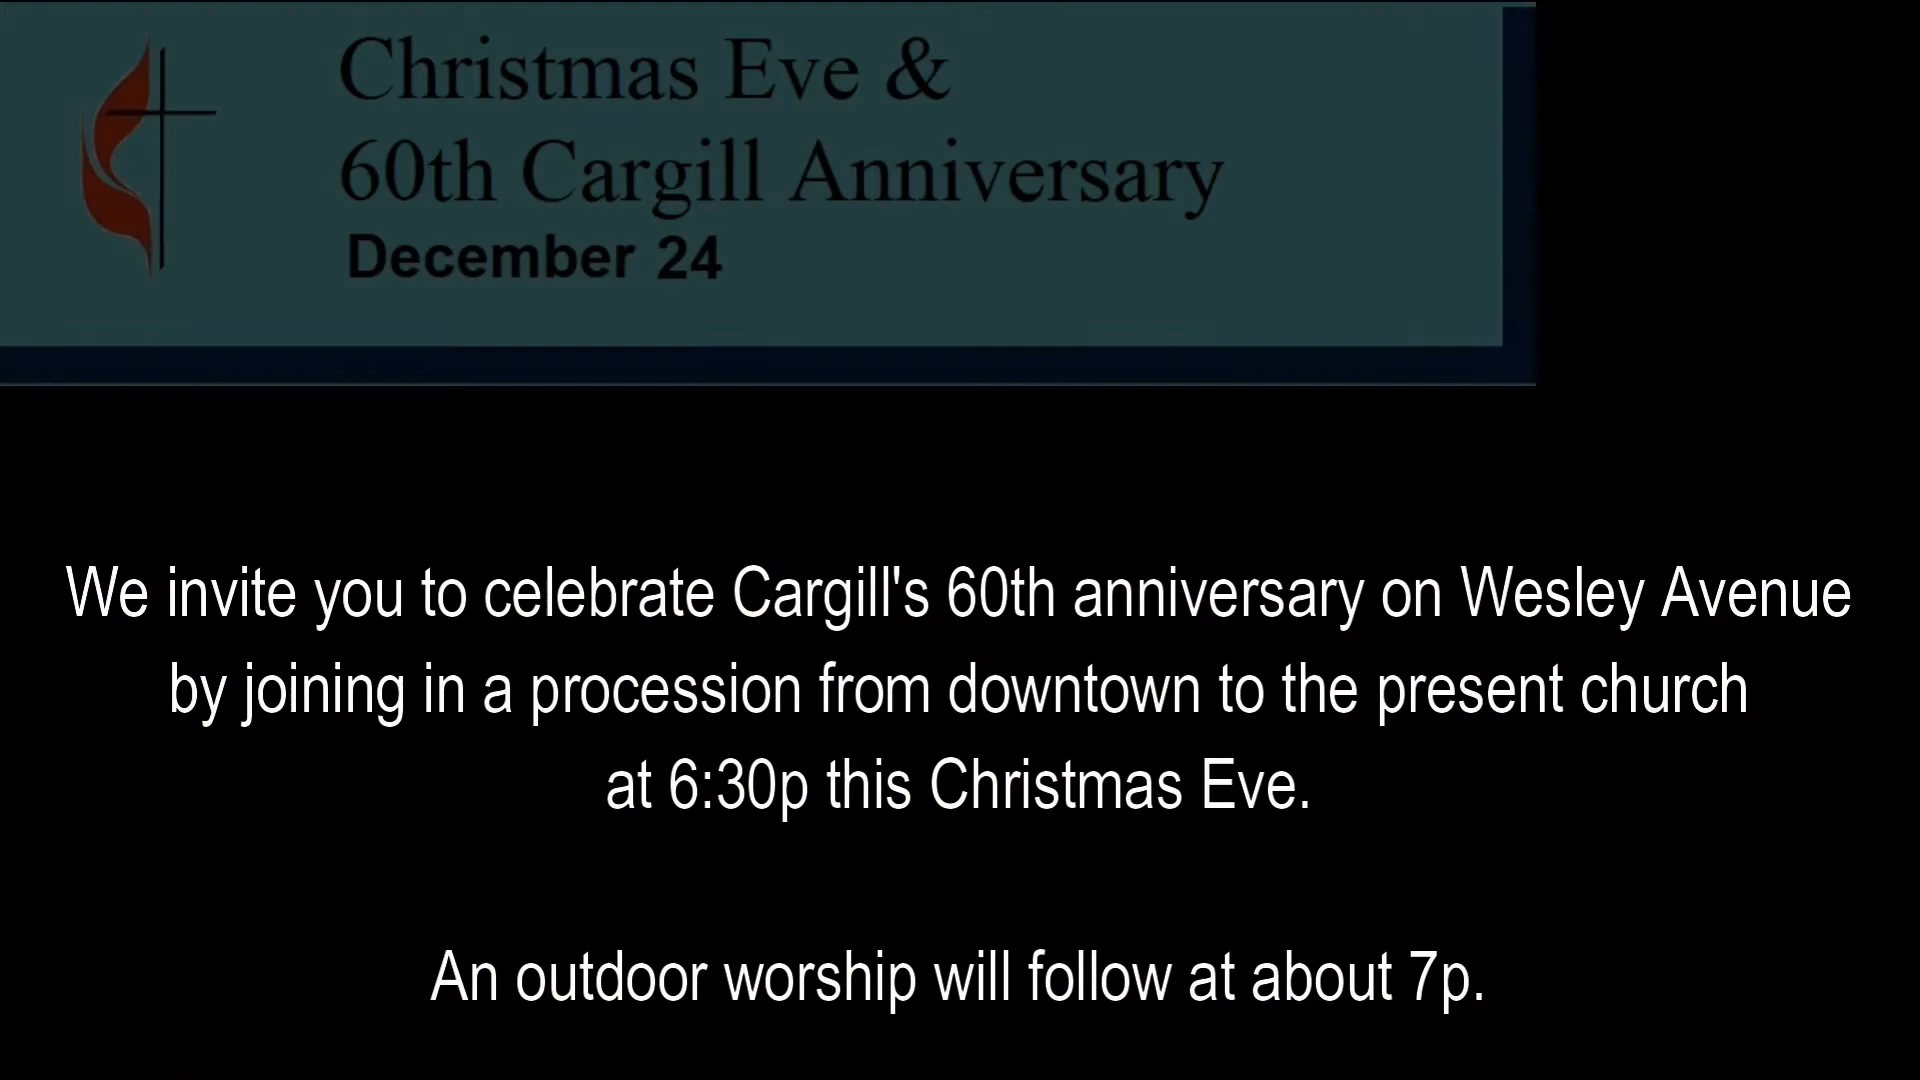 Christmas Eve &
60th Cargill Anniversary
December 24
We invite you to celebrate Cargill's 60th anniversary on Wesley Avenue
by joining in a procession from downtown to the present church
at 6:30p this Christmas Eve.
An outdoor worship will follow at about 7p.